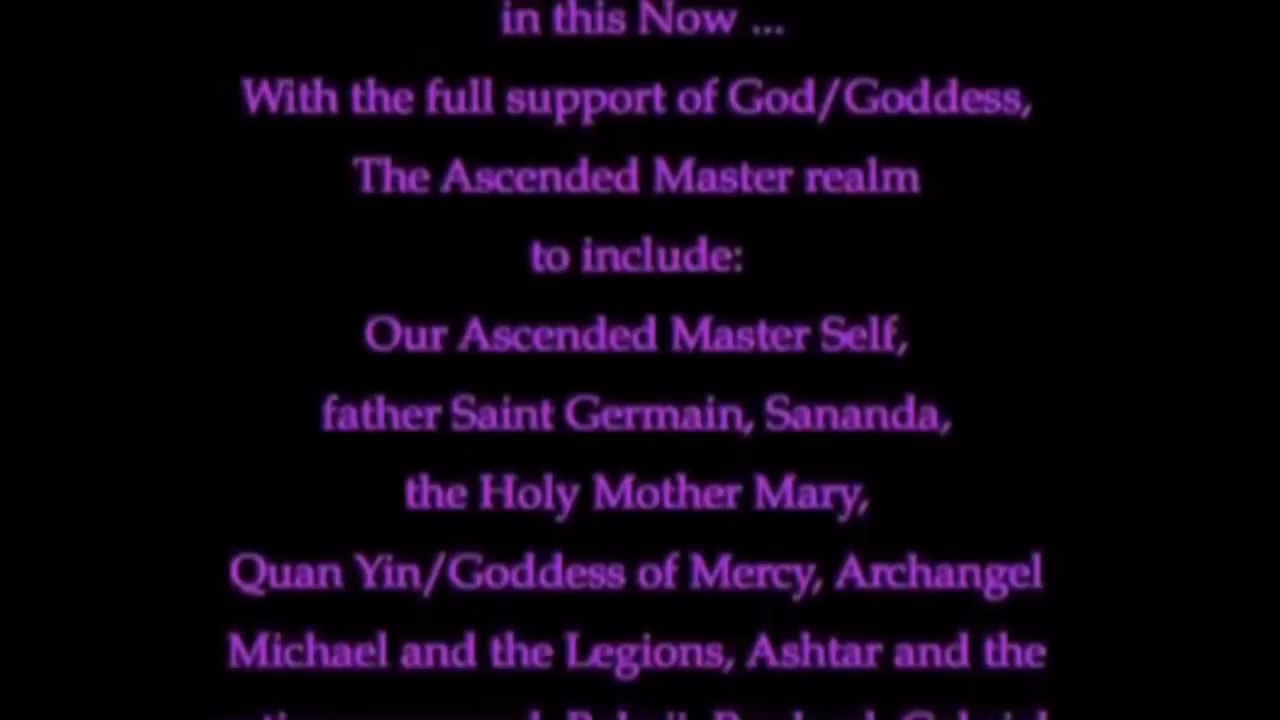 in this Now ...
With the full support of God/Goddess,
The Ascended Master realm
to include:
Our Ascended Master Self,
father Saint Germain, Sananda,
the Holy Mother Mary,
Quan Yin/Goddess of Mercy, Archangel
Michael and the Legions, Ashtar and the